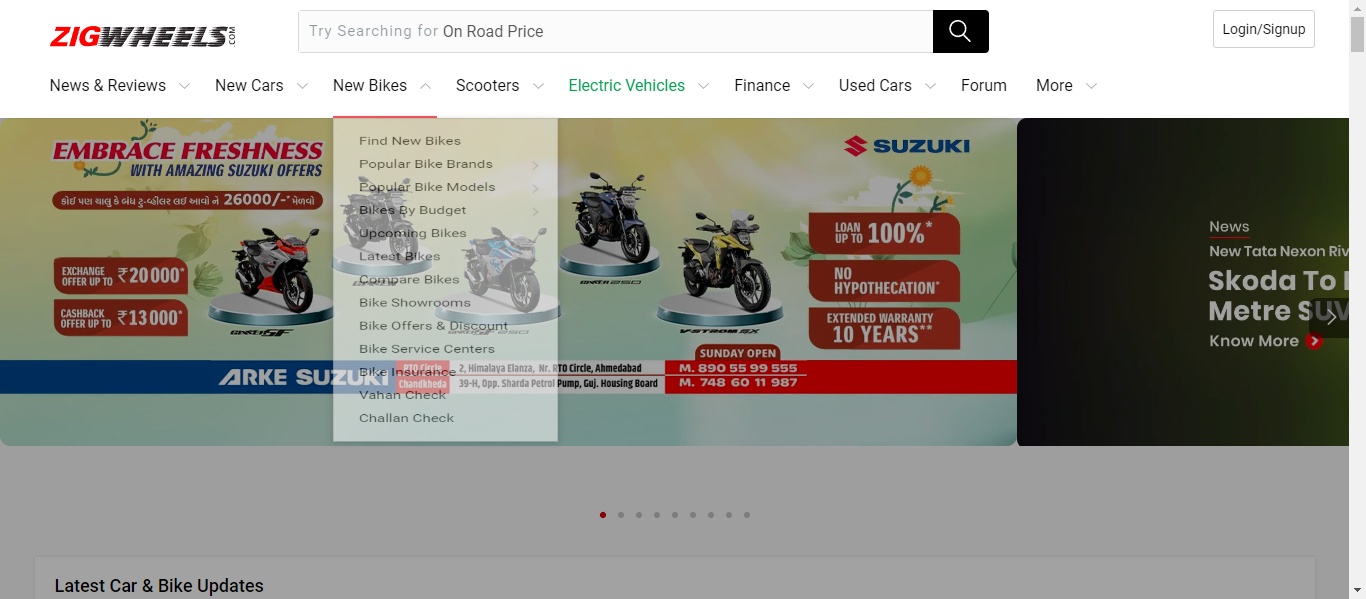 ZIGWHEELS.COM
Try Searching for On Road Price
Login/Signup
News & Reviews
New Cars
New Bikes
Scooters
Electric Vehicles
Finance
Used Cars
Forum
More
Find New Bikes
Popular Bike Brands
Popular Bike Models
Bikes By Budget
Upcoming Bikes
Latest Bikes
Compare Bikes
Bike Showrooms
Bike Offers & Discount
Bike Service Centers
Bike Insurance
Vahan Check
Challan Check
EMBRACE FRESHNESS
WITH AMAZING SUZUKI OFFERS
કોઈ પણ ચાલુ કે બંધ ટુ-વ્હીલર લઈ આવો ને 26000/-* મેળવો
EXCHANGE
OFFER UP TO ₹20000*
CASHBACK
OFFER UP TO ₹13000*
GIXXER SF
GIXXER 250
V-STROM SX
SUZUKI
LOAN
UP TO 100%*
NO
HYPOTHECATION*
EXTENDED WARRANTY
10 YEARS**
SUNDAY OPEN
ARKE SUZUKI
RTO Circle
2, Himalaya Elanza, Nr. RTO Circle, Ahmedabad
M. 890 55 99 555
Chandkheda
39-H, Opp. Sharda Petrol Pump, Guj. Housing Board
M. 748 60 11 987
News
New Tata Nexon Riv
Skoda To
Metre SUV
Know More
Latest Car & Bike Updates